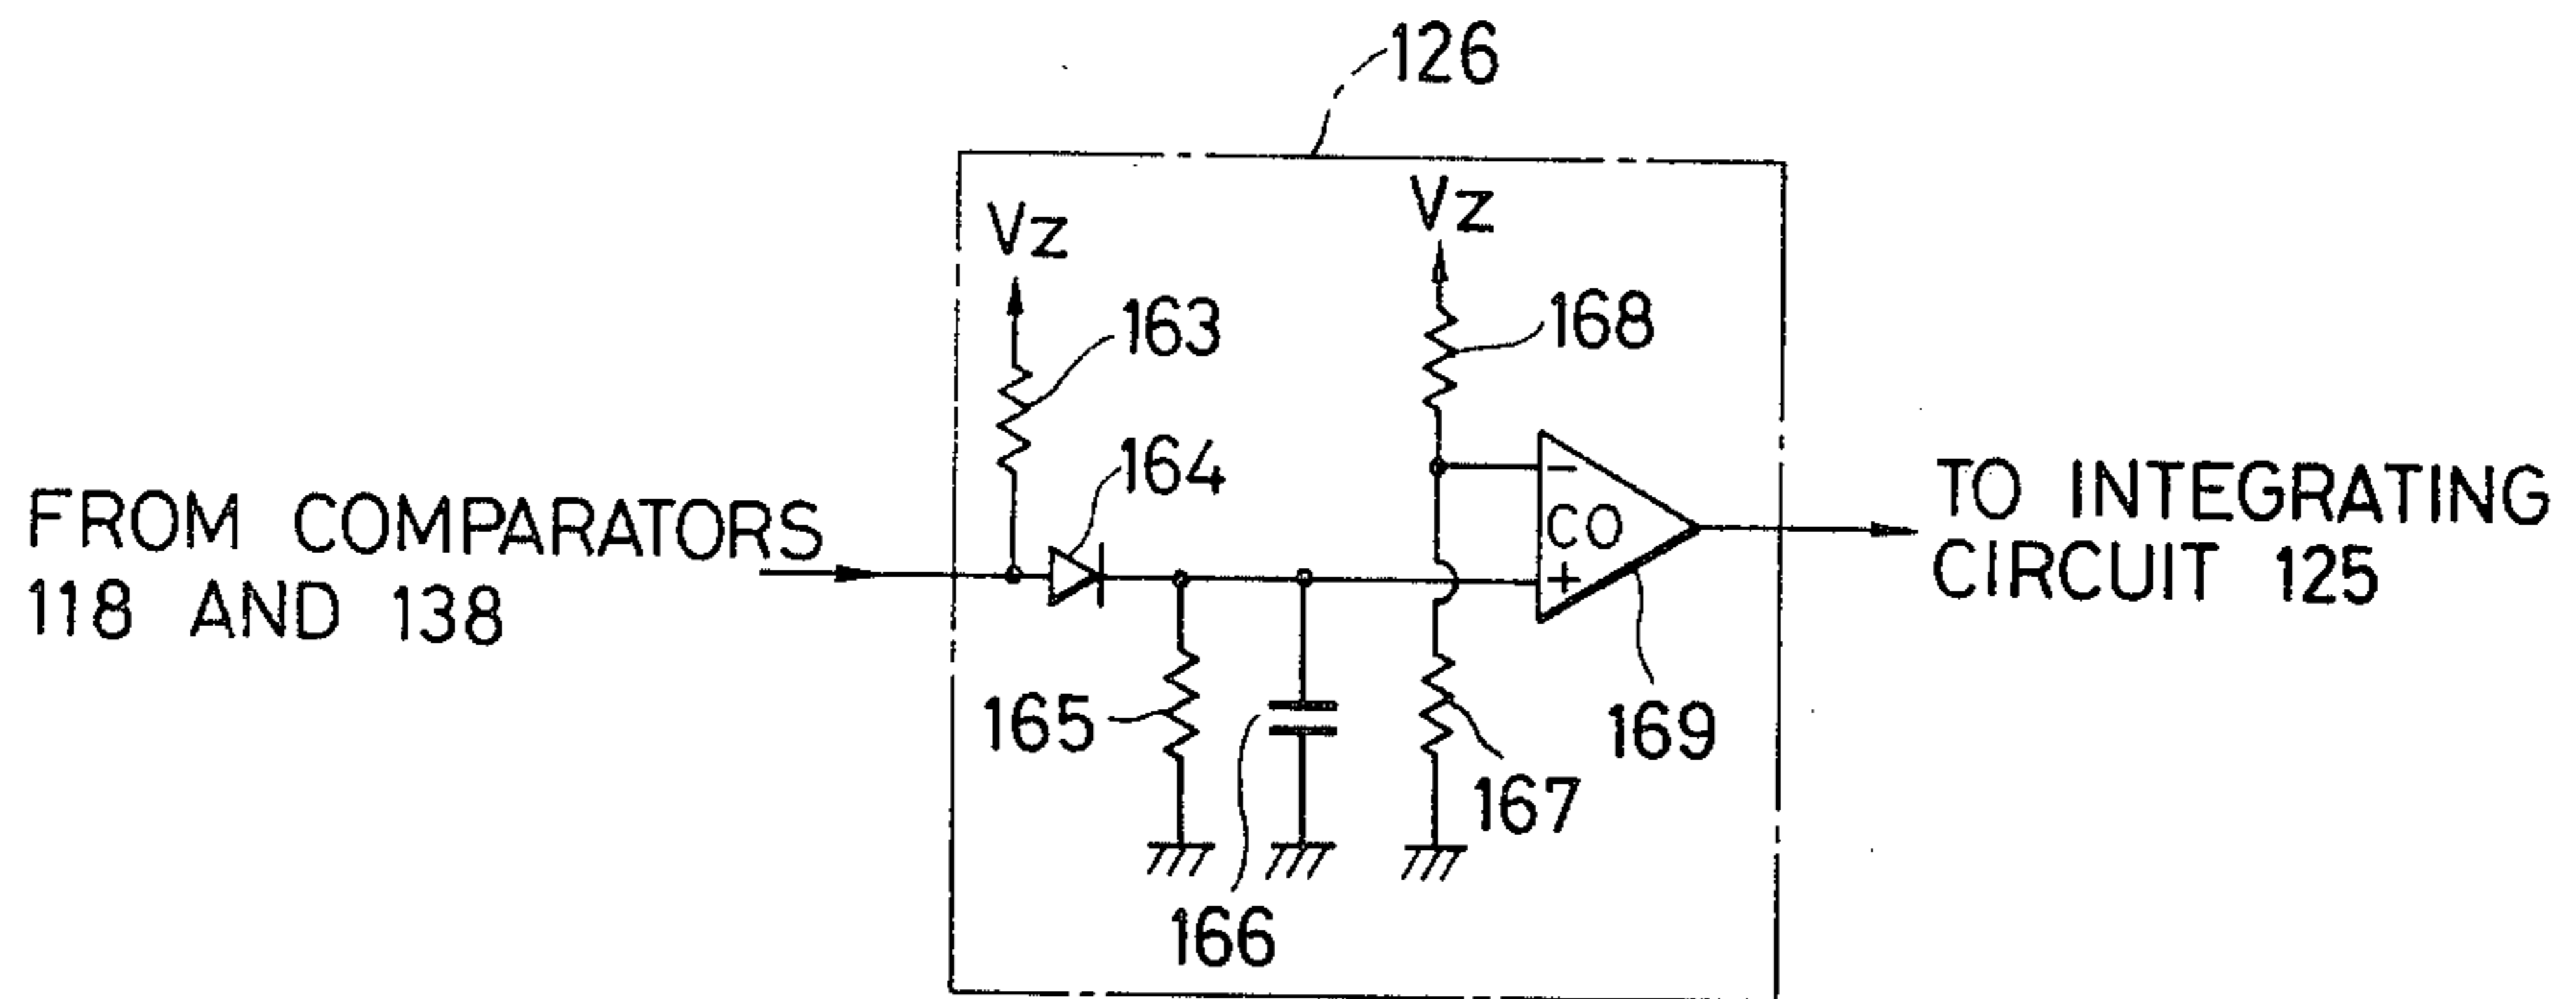 126
Vz
Vz
163
168
164
FROM COMPARATORS
118 AND 138
-
CO
+
TO INTEGRATING
CIRCUIT 125
165
169
167
166